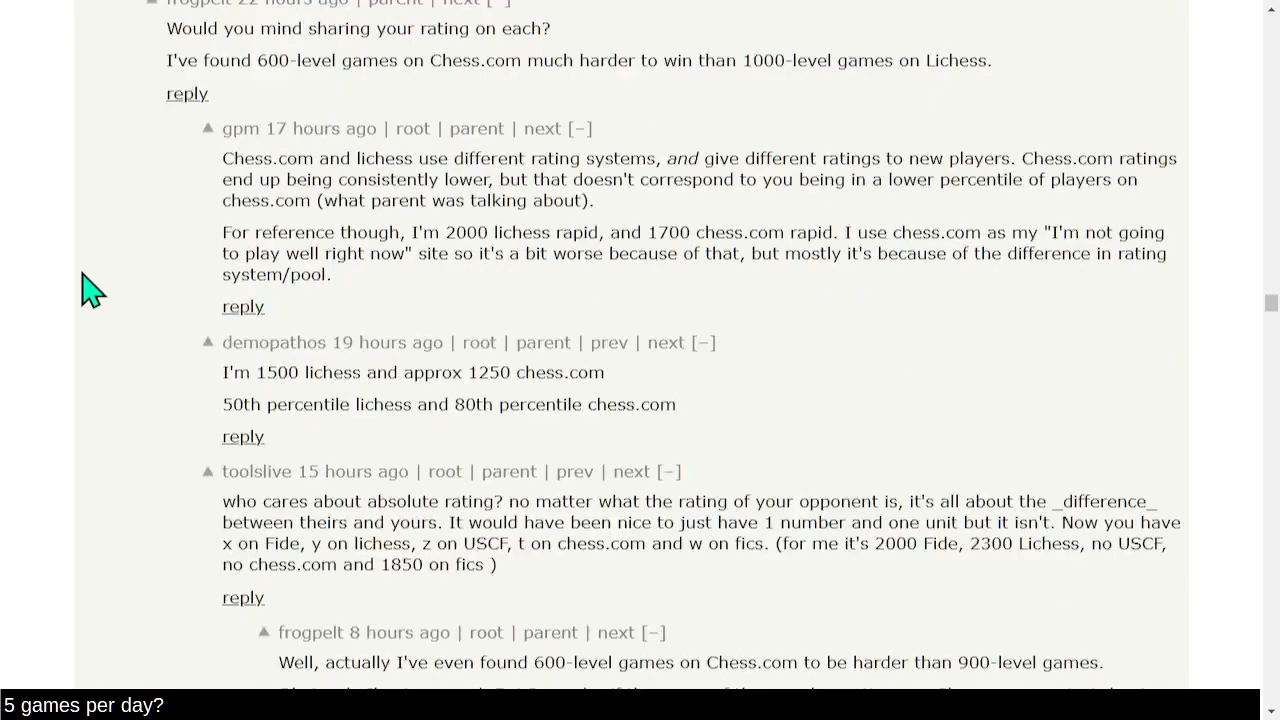 frogpelt 22 hours ago | parent | next [–]
Would you mind sharing your rating on each?
I've found 600-level games on Chess.com much harder to win than 1000-level games on Lichess.
reply
gpm 17 hours ago | root | parent | next [–]
Chess.com and lichess use different rating systems, and give different ratings to new players. Chess.com ratings
end up being consistently lower, but that doesn't correspond to you being in a lower percentile of players on
chess.com (what parent was talking about).
For reference though, I'm 2000 lichess rapid, and 1700 chess.com rapid. I use chess.com as my "I'm not going
to play well right now" site so it's a bit worse because of that, but mostly it's because of the difference in rating
system/pool.
reply
demopathos 19 hours ago | root | parent | prev | next [–]
I'm 1500 lichess and approx 1250 chess.com
50th percentile lichess and 80th percentile chess.com
reply
toolslive 15 hours ago | root | parent | prev | next [–]
who cares about absolute rating? no matter what the rating of your opponent is, it's all about the _difference_
between theirs and yours. It would have been nice to just have 1 number and one unit but it isn't. Now you have
x on Fide, y on lichess, z on USCF, t on chess.com and w on fics. (for me it's 2000 Fide, 2300 Lichess, no USCF,
no chess.com and 1850 on fics )
reply
frogpelt 8 hours ago | root | parent | next [–]
Well, actually I've even found 600-level games on Chess.com to be harder than 900-level games.
5 games per day?